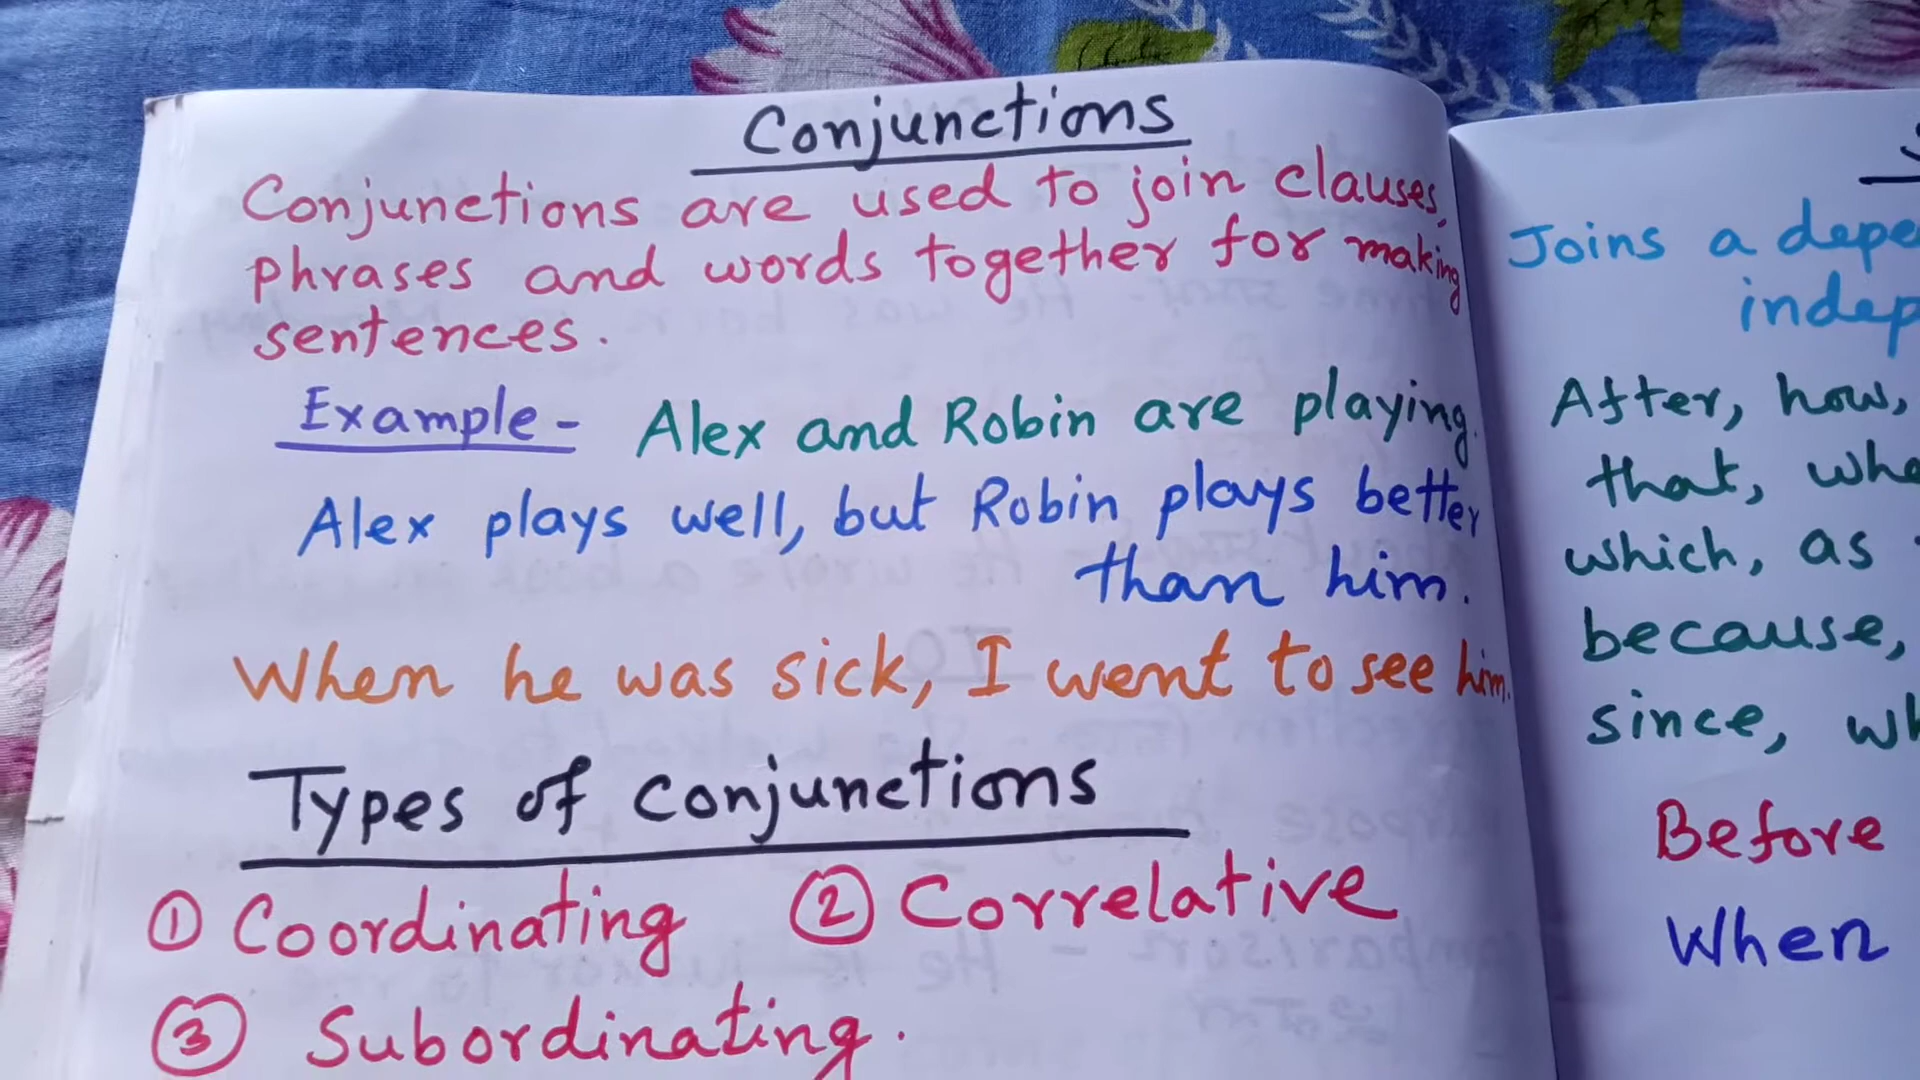 Conjunctions
Conjunctions are used to join clauses,
phrases and words together for making
sentences.
Example - Alex and Robin are playing.
Alex plays well, but Robin plays better
than him.
When he was sick, I went to see him.
Types of Conjunctions
① Coordinating ② Correlative
③ Subordinating.
Joins a
After, how,
that,
which, as
because,
since,
Before
When